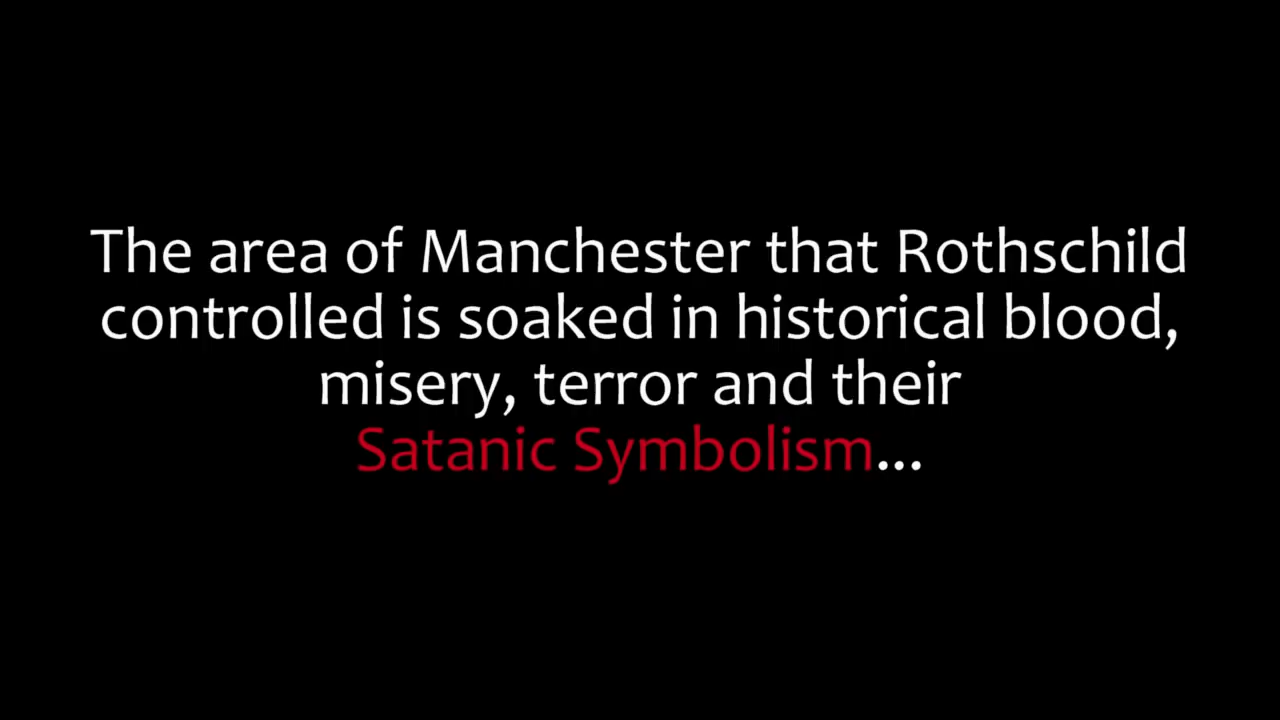 The area of Manchester that Rothschild
controlled is soaked in historical blood,
misery, terror and their
Satanic Symbolism...